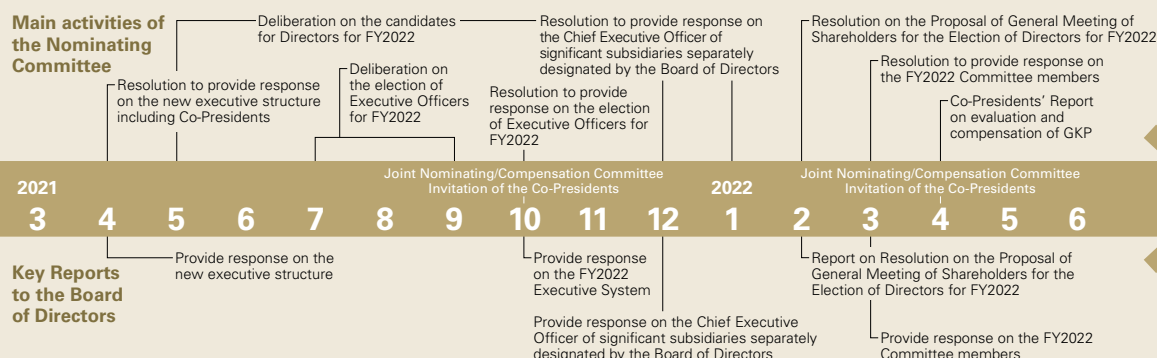 Main activities of
the Nominating
Committee
Deliberation on the candidates
for Directors for FY2022
Resolution to provide response on
the Chief Executive Officer of
significant subsidiaries separately
designated by the Board of Directors
Resolution on the Proposal of General Meeting of
Shareholders for the Election of Directors for FY2022
Resolution to provide response
on the new executive structure
including Co-Presidents
Deliberation on
the election of
Executive Officers
for FY2022
Resolution to provide
response on the election
of Executive Officers for
FY2022
Resolution to provide response on
the FY2022 Committee members
Co-Presidents' Report
on evaluation and
compensation of GKP
Joint Nominating/Compensation Committee
Invitation of the Co-Presidents
Joint Nominating/Compensation Committee
Invitation of the Co-Presidents
2021
2022
3 4 5 6 7 8 9 10 11 12 1 2 3 4 5 6
Key Reports
to the Board
of Directors
Provide response on the
new executive structure
Provide response
on the FY2022
Executive System
Provide response on the Chief Executive
Officer of significant subsidiaries separately
designated by the Board of Directors
Report on Resolution on the Proposal of
General Meeting of Shareholders for the
Election of Directors for FY2022
Provide response on the FY2022
Committee members